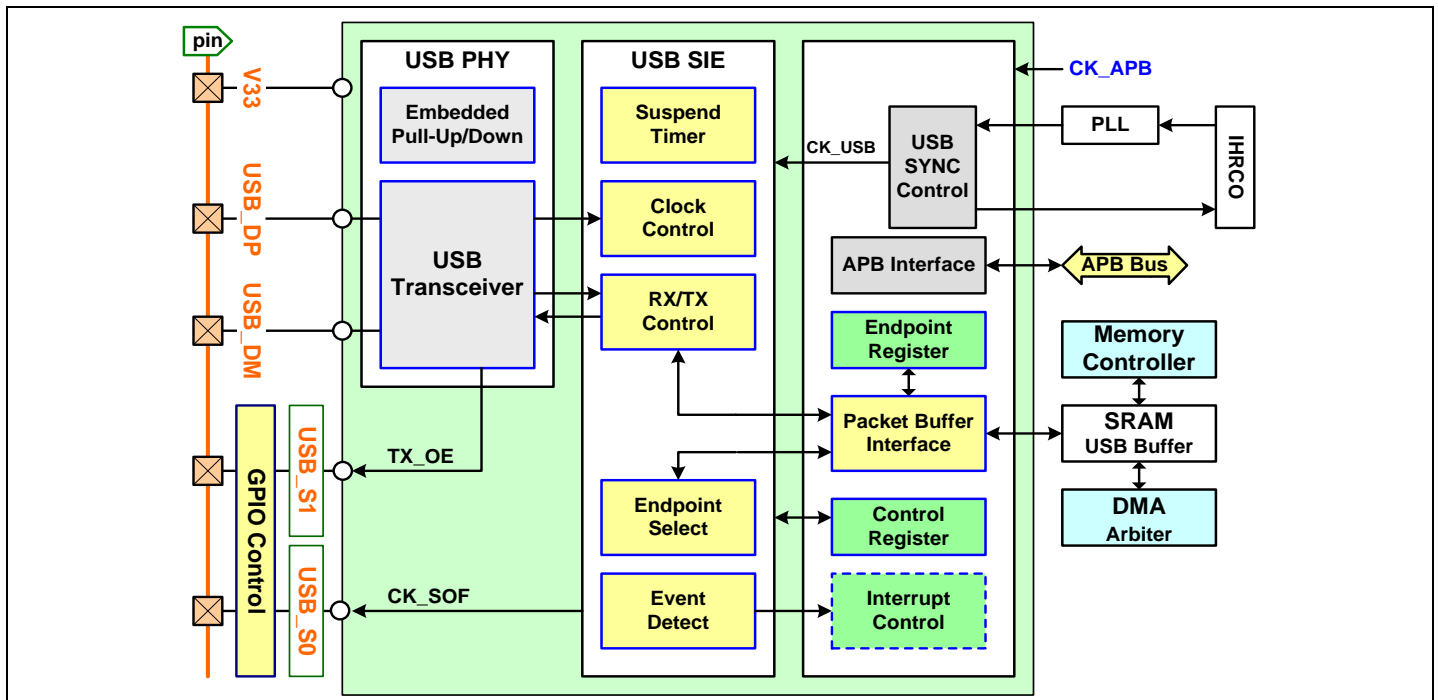 pin
V33
USB_DP
USB_DM
USB_S1
USB_S0
GPIO Control
USB PHY
Embedded
Pull-Up/Down
USB
Transceiver
TX_OE
CK_SOF
USB SIE
Suspend
Timer
Clock
Control
RX/TX
Control
Endpoint
Select
Event
Detect
CK_USB
USB
SYNC
Control
APB Interface
Endpoint
Register
Packet Buffer
Interface
Control
Register
Interrupt
Control
CK_APB
PLL
IHRCO
APB Bus
Memory
Controller
SRAM
USB Buffer
DMA
Arbiter